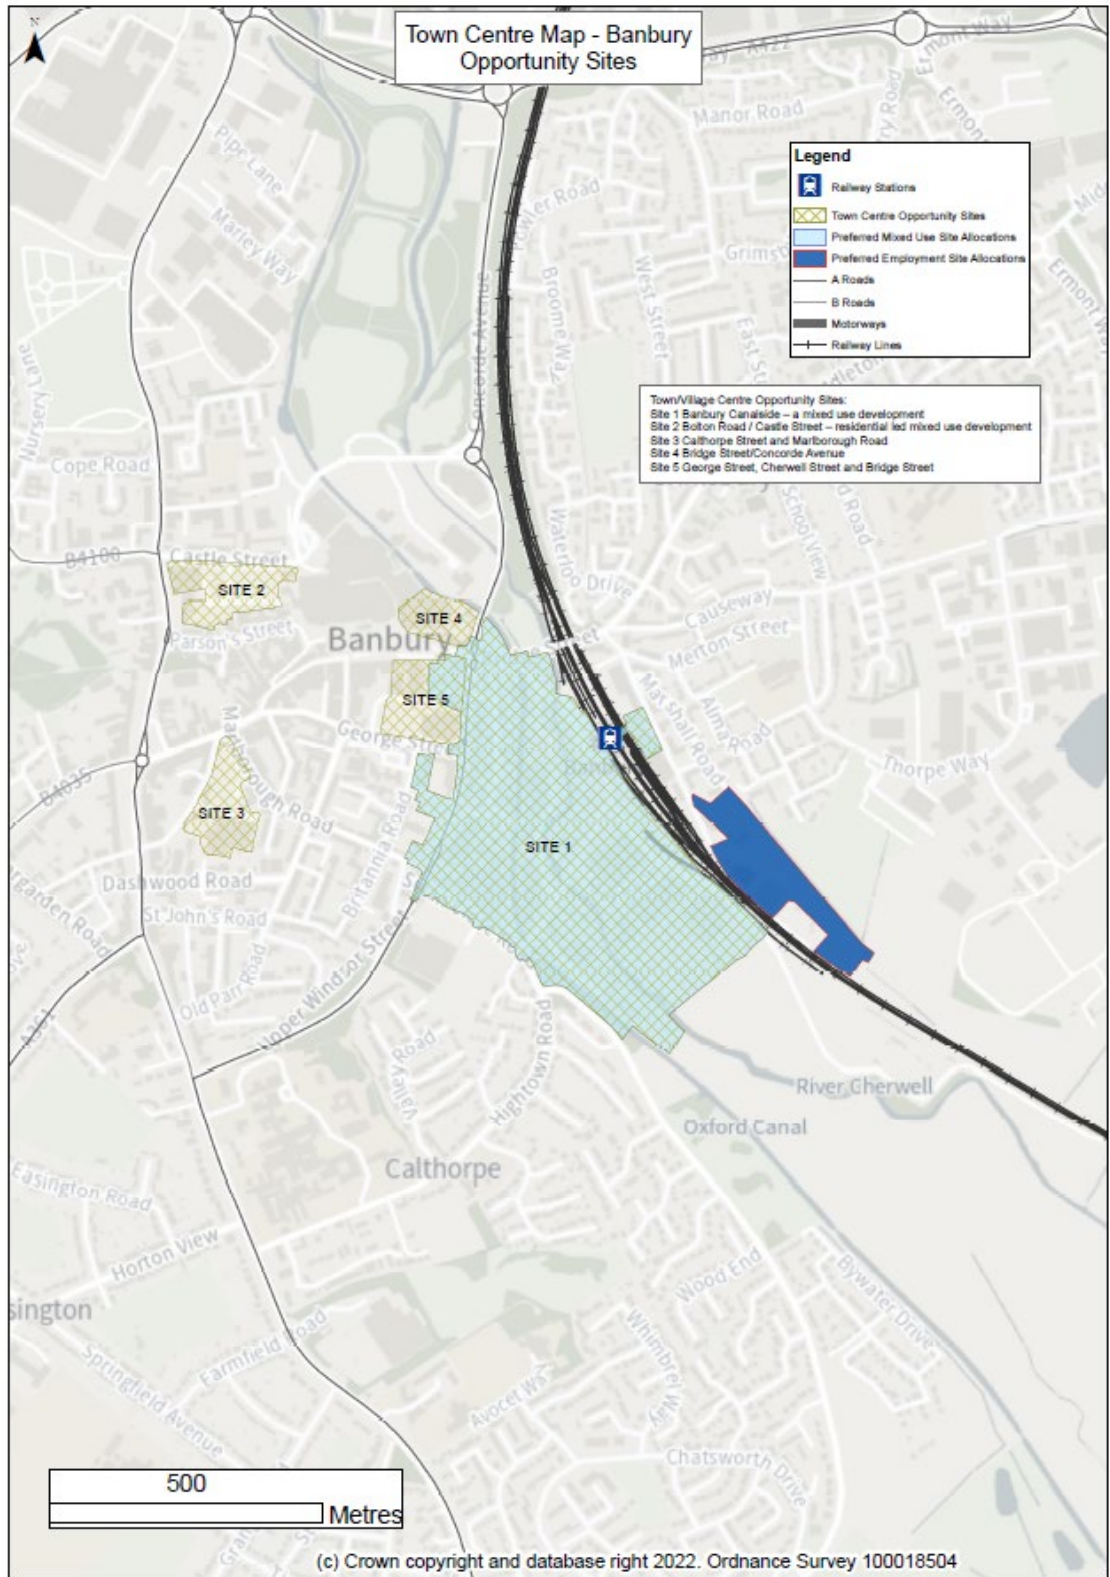 N
Town Centre Map - Banbury
Opportunity Sites
A422
Ermont Way
Manor Road
Pipe Lane
Legend
Railway Stations
Town Centre Opportunity Sites
Preferred Mixed Use Site Allocations
Preferred Employment Site Allocations
A Roads
B Roads
Motorways
Railway Lines
Marley Way
Broome Way
West Street
Ermont Way
Concorde Avenue
Nursery Lane
Town/Village Centre Opportunity Sites:
Site 1 Banbury Canalside – a mixed use development
Site 2 Bolton Road / Castle Street – residential led mixed use development
Site 3 Calthorpe Street and Marlborough Road
Site 4 Bridge Street/Concorde Avenue
Site 5 George Street, Cherwell Street and Bridge Street
Cope Road
School View
Waterloo Drive
B4100
Castle Street
SITE 2
Causeway
SITE 4
Parson's Street
Banbury
Merton Street
Marshall Road
Alma Road
SITE 5
George
Thorpe Way
B4035
Marlborough Road
SITE 3
Britannia Road
SITE 1
Dashwood Road
St John's Road
Old Parr Road
Upper Windsor Street
A361
Valley Road
Hightown Road
River Cherwell
Oxford Canal
Calthorpe
Easington Road
Horton View
Wood End
Bywater Drive
sington
Farmfield Road
Springfield Avenue
Avocet Way
Whimbrel Way
Chatsworth Drive
500
Metres
(c) Crown copyright and database right 2022. Ordnance Survey 100018504